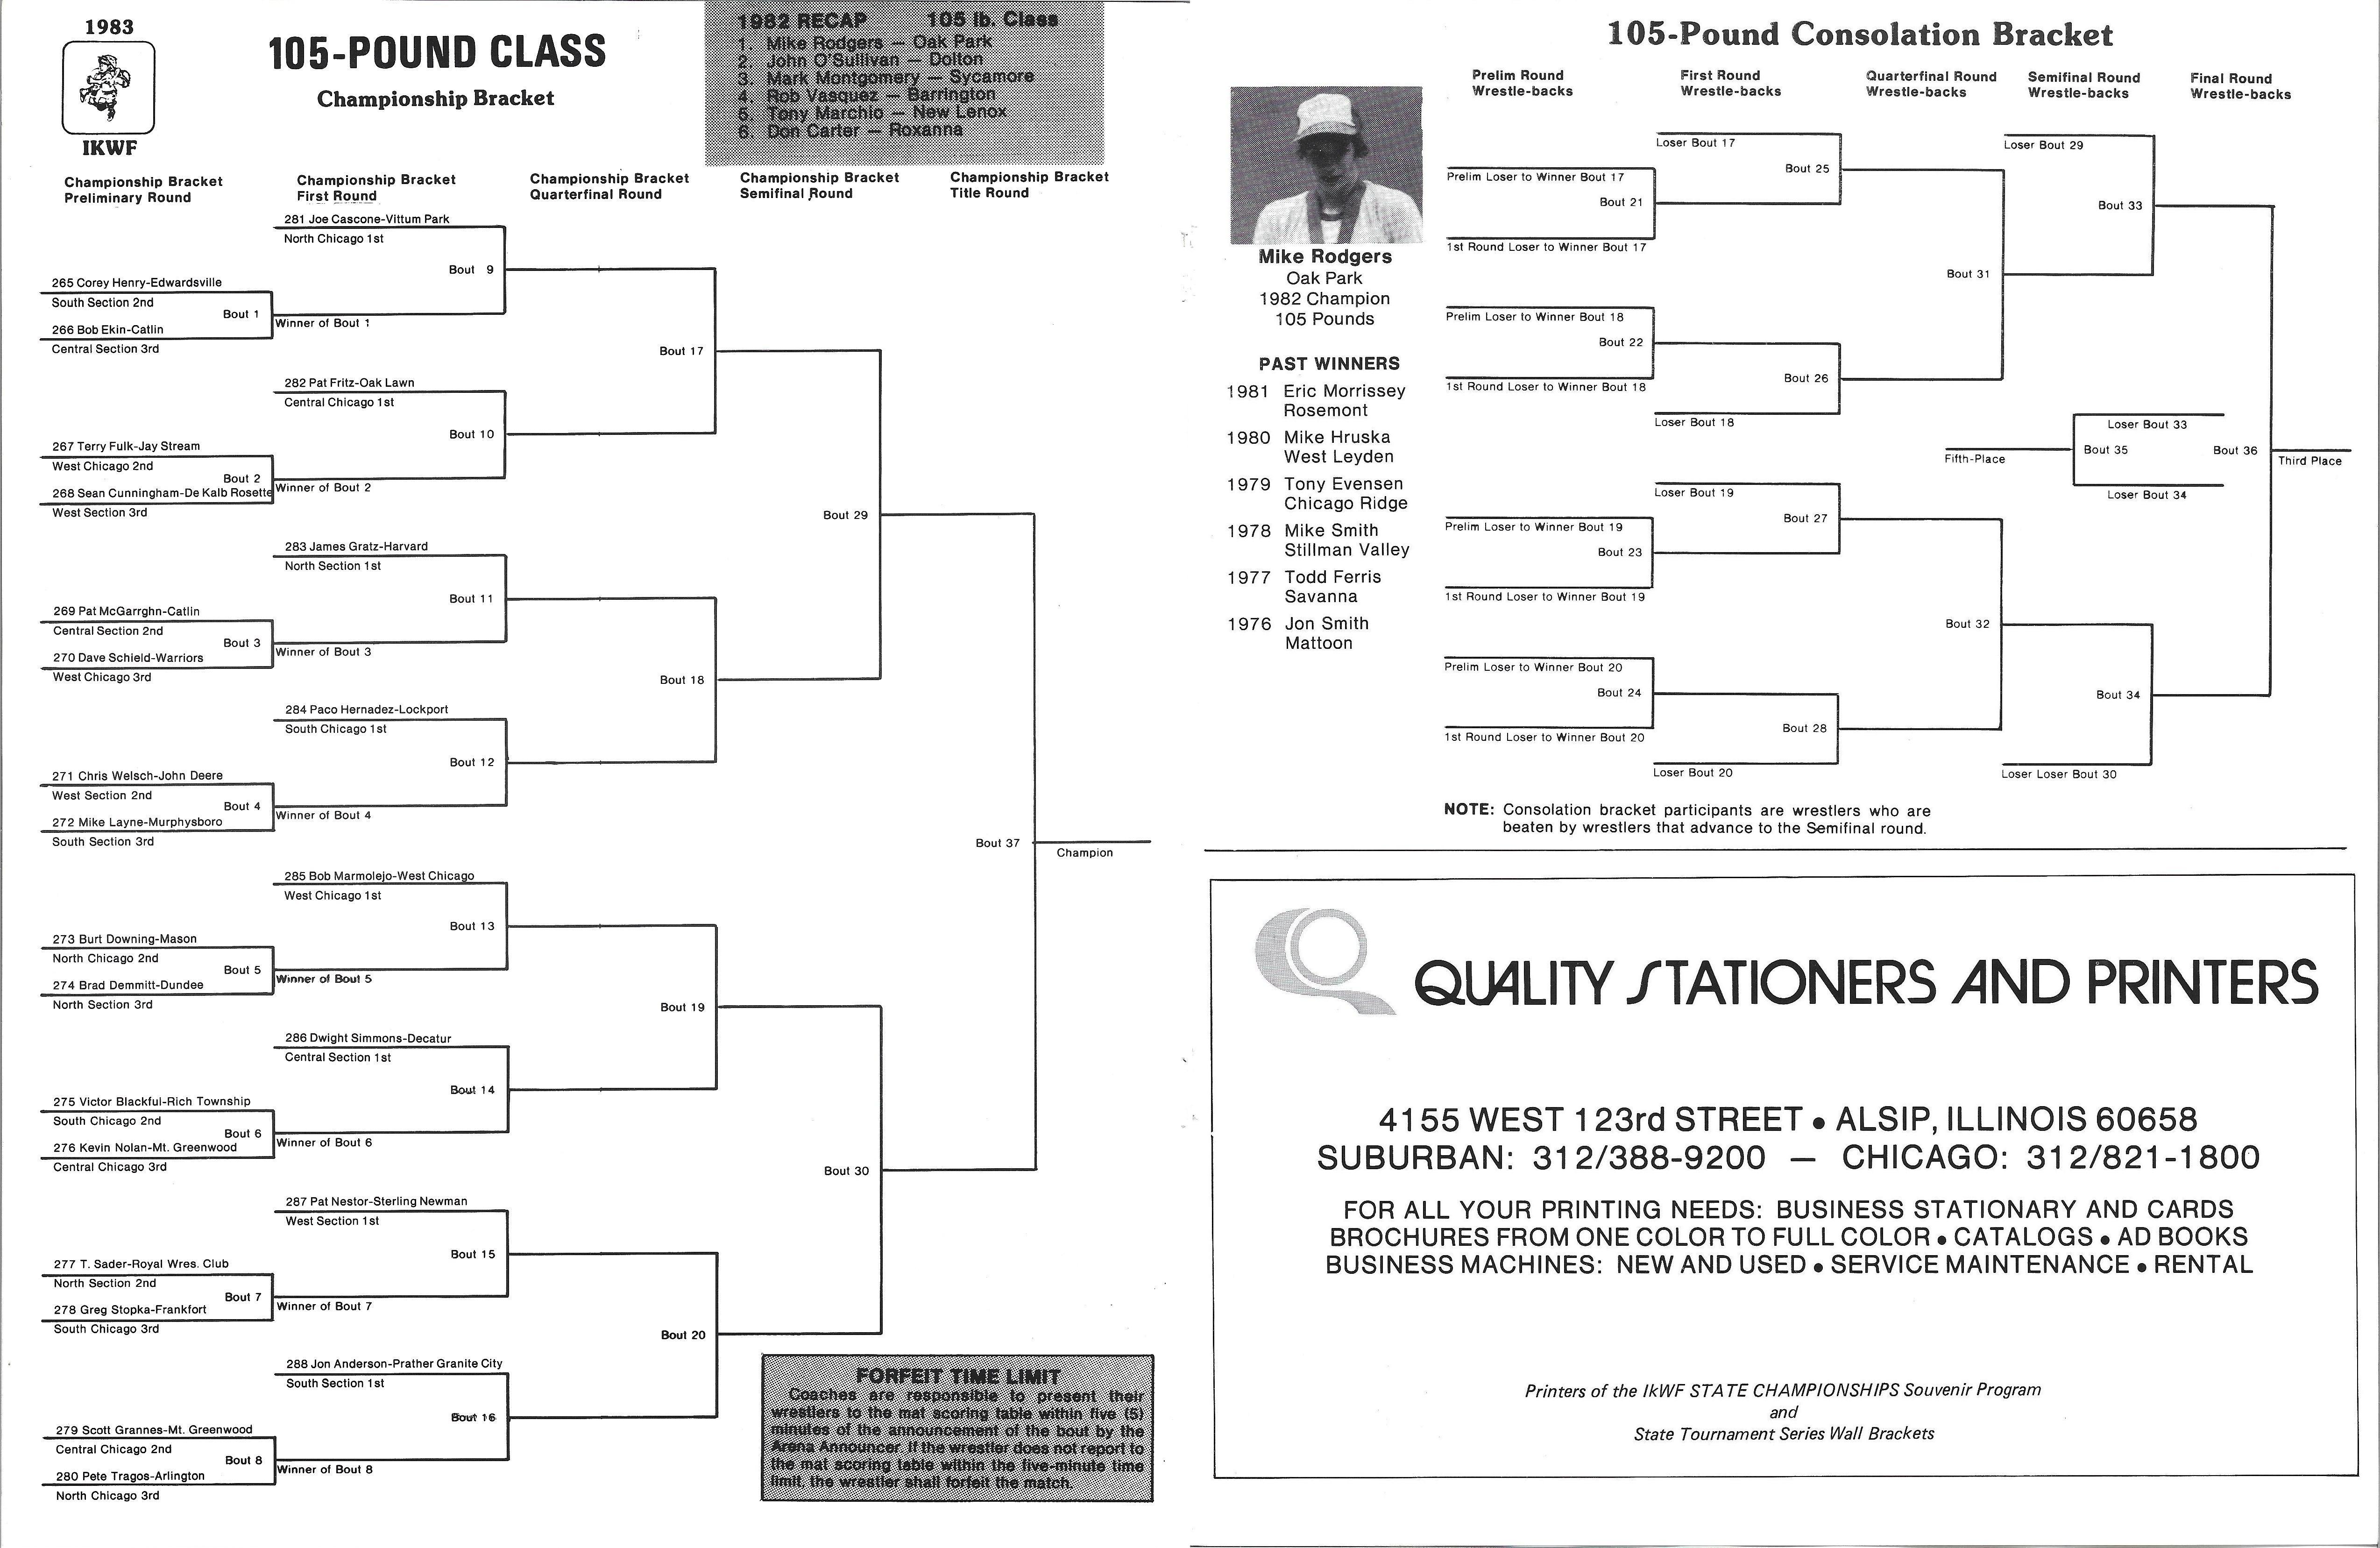 1983
IKWF
105-POUND CLASS
Championship Bracket
1982 RECAP 105 lb. Class
1. Mike Rodgers — Oak Park
2. John O'Sullivan — Dolton
3. Mark Montgomery — Sycamore
4. Rob Vasquez — Barrington
5. Tony Marchio — New Lenox
6. Don Carter — Roxanna
Championship Bracket
Preliminary Round
Championship Bracket
First Round
Championship Bracket
Quarterfinal Round
Championship Bracket
Semifinal Round
Championship Bracket
Title Round
281 Joe Cascone-Vittum Park
North Chicago 1st
Bout 9
265 Corey Henry-Edwardsville
South Section 2nd
Bout 1
Winner of Bout 1
266 Bob Ekin-Catlin
Central Section 3rd
Bout 17
282 Pat Fritz-Oak Lawn
Central Chicago 1st
Bout 10
267 Terry Fulk-Jay Stream
West Chicago 2nd
Bout 2
Winner of Bout 2
268 Sean Cunningham-De Kalb Rosette
West Section 3rd
Bout 29
283 James Gratz-Harvard
North Section 1st
Bout 11
269 Pat McGarrghn-Catlin
Central Section 2nd
Bout 3
Winner of Bout 3
270 Dave Schield-Warriors
West Chicago 3rd
Bout 18
284 Paco Hernadez-Lockport
South Chicago 1st
Bout 12
271 Chris Welsch-John Deere
West Section 2nd
Bout 4
Winner of Bout 4
272 Mike Layne-Murphysboro
South Section 3rd
Bout 37
Champion
285 Bob Marmolejo-West Chicago
West Chicago 1st
Bout 13
273 Burt Downing-Mason
North Chicago 2nd
Bout 5
Winner of Bout 5
274 Brad Demmitt-Dundee
North Section 3rd
Bout 19
286 Dwight Simmons-Decatur
Central Section 1st
Bout 14
275 Victor Blackful-Rich Township
South Chicago 2nd
Bout 6
Winner of Bout 6
276 Kevin Nolan-Mt. Greenwood
Central Chicago 3rd
Bout 30
287 Pat Nestor-Sterling Newman
West Section 1st
Bout 15
277 T. Sader-Royal Wres. Club
North Section 2nd
Bout 7
Winner of Bout 7
278 Greg Stopka-Frankfort
South Chicago 3rd
Bout 20
288 Jon Anderson-Prather Granite City
South Section 1st
Bout 16
279 Scott Grannes-Mt. Greenwood
Central Chicago 2nd
Bout 8
Winner of Bout 8
280 Pete Tragos-Arlington
North Chicago 3rd
FORFEIT TIME LIMIT
Coaches are responsible to present their
wrestlers to the mat scoring table within five (5)
minutes of the announcement of the bout by the
Arena Announcer. If the wrestler does not report to
the mat scoring table within the five-minute time
limit, the wrestler shall forfeit the match.
105-Pound Consolation Bracket
Prelim Round
Wrestle-backs
First Round
Wrestle-backs
Quarterfinal Round
Wrestle-backs
Semifinal Round
Wrestle-backs
Final Round
Wrestle-backs
Mike Rodgers
Oak Park
1982 Champion
105 Pounds
PAST WINNERS
1981 Eric Morrissey
Rosemont
1980 Mike Hruska
West Leyden
1979 Tony Evensen
Chicago Ridge
1978 Mike Smith
Stillman Valley
1977 Todd Ferris
Savanna
1976 Jon Smith
Mattoon
Loser Bout 17
Bout 25
Prelim Loser to Winner Bout 17
Bout 21
1st Round Loser to Winner Bout 17
Loser Bout 29
Bout 33
Bout 31
Prelim Loser to Winner Bout 18
Bout 22
1st Round Loser to Winner Bout 18
Bout 26
Loser Bout 18
Loser Bout 33
Fifth-Place
Bout 35
Bout 36
Third Place
Loser Bout 34
Loser Bout 19
Bout 27
Prelim Loser to Winner Bout 19
Bout 23
1st Round Loser to Winner Bout 19
Bout 32
Prelim Loser to Winner Bout 20
Bout 24
1st Round Loser to Winner Bout 20
Bout 34
Bout 28
Loser Bout 20
Loser Loser Bout 30
NOTE: Consolation bracket participants are wrestlers who are
beaten by wrestlers that advance to the Semifinal round.
QUALITY STATIONERS AND PRINTERS
4155 WEST 123rd STREET • ALSIP, ILLINOIS 60658
SUBURBAN: 312/388-9200 — CHICAGO: 312/821-1800
FOR ALL YOUR PRINTING NEEDS: BUSINESS STATIONARY AND CARDS
BROCHURES FROM ONE COLOR TO FULL COLOR • CATALOGS • AD BOOKS
BUSINESS MACHINES: NEW AND USED • SERVICE MAINTENANCE • RENTAL
Printers of the IkWF STATE CHAMPIONSHIPS Souvenir Program
and
State Tournament Series Wall Brackets